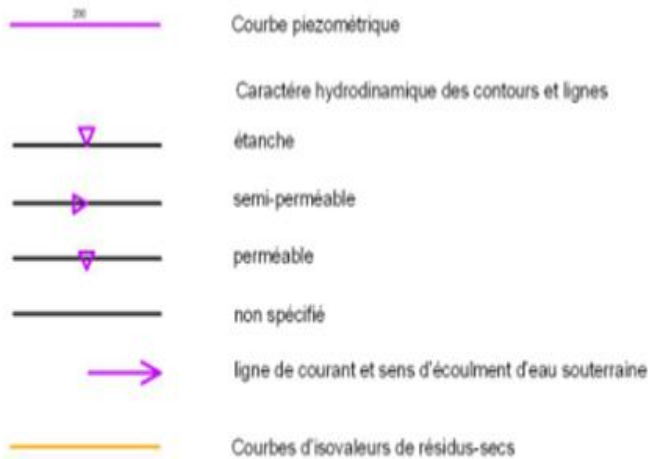 200
Courbe piezométrique
Caractére hydrodinamique des contours et lignes
étanche
semi-perméable
perméable
non spécifié
ligne de courant et sens d'écoulment d'eau souterraine
Courbes d'isovaleurs de résidus-secs